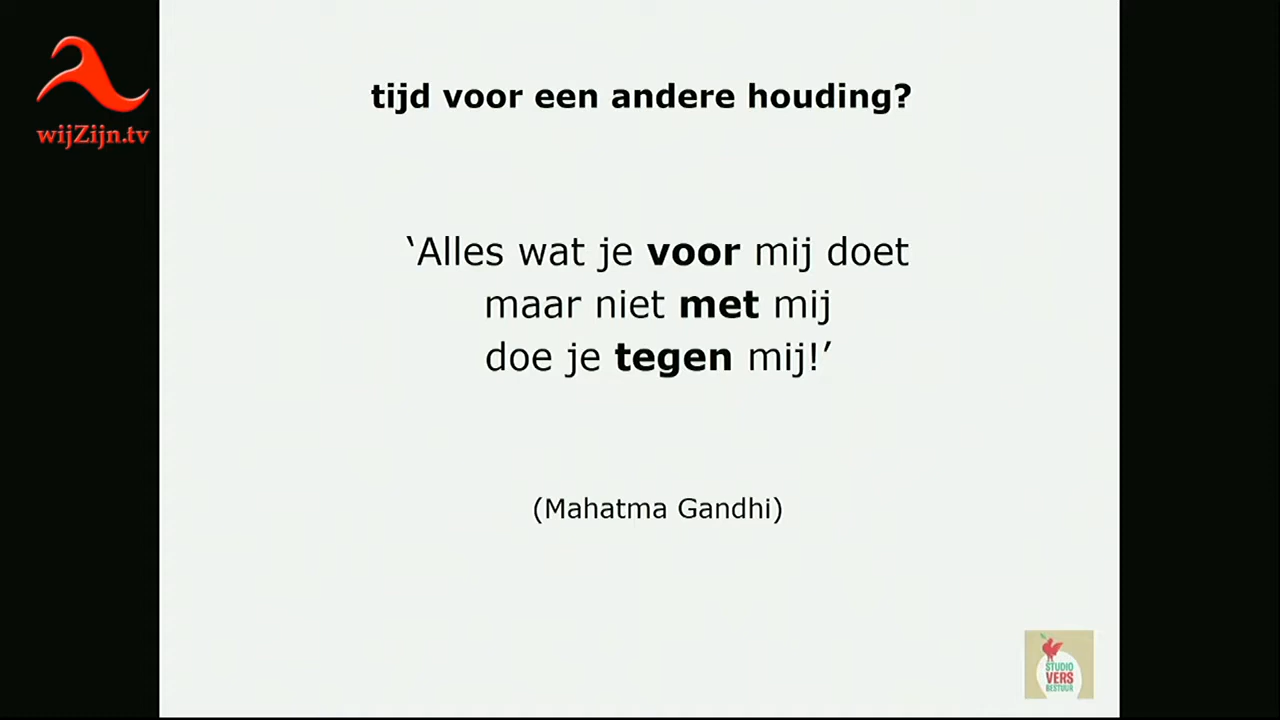 wijZijn.tv
tijd voor een andere houding?
‘Alles wat je voor mij doet
maar niet met mij
doe je tegen mij!’
(Mahatma Gandhi)
STUDIO
VERS
BESTUUR